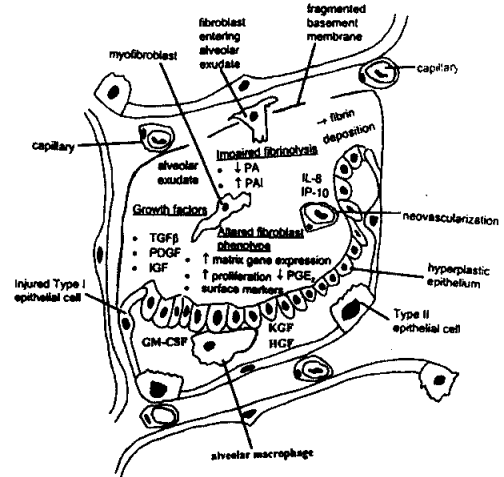 fibroblast
entering
alveolar
exudate
fragmented
basement
membrane
myofibroblast
capillary
capillary
→ fibrin
deposition
Impaired fibrinolysis
• ↓ PA
• ↑ PAI
alveolar
exudate
IL-8
IP-10
neovascularization
Growth factors
• TGFβ
• PDGF
• IGF
Altered fibroblast
phenotype
• ↑ matrix gene expression
• ↑ proliferation ↓ PGE₂
• surface markers
hyperplastic
epithelium
Injured Type I
epithelial cell
Type II
epithelial cell
GM-CSF
KGF
HGF
alveolar macrophage